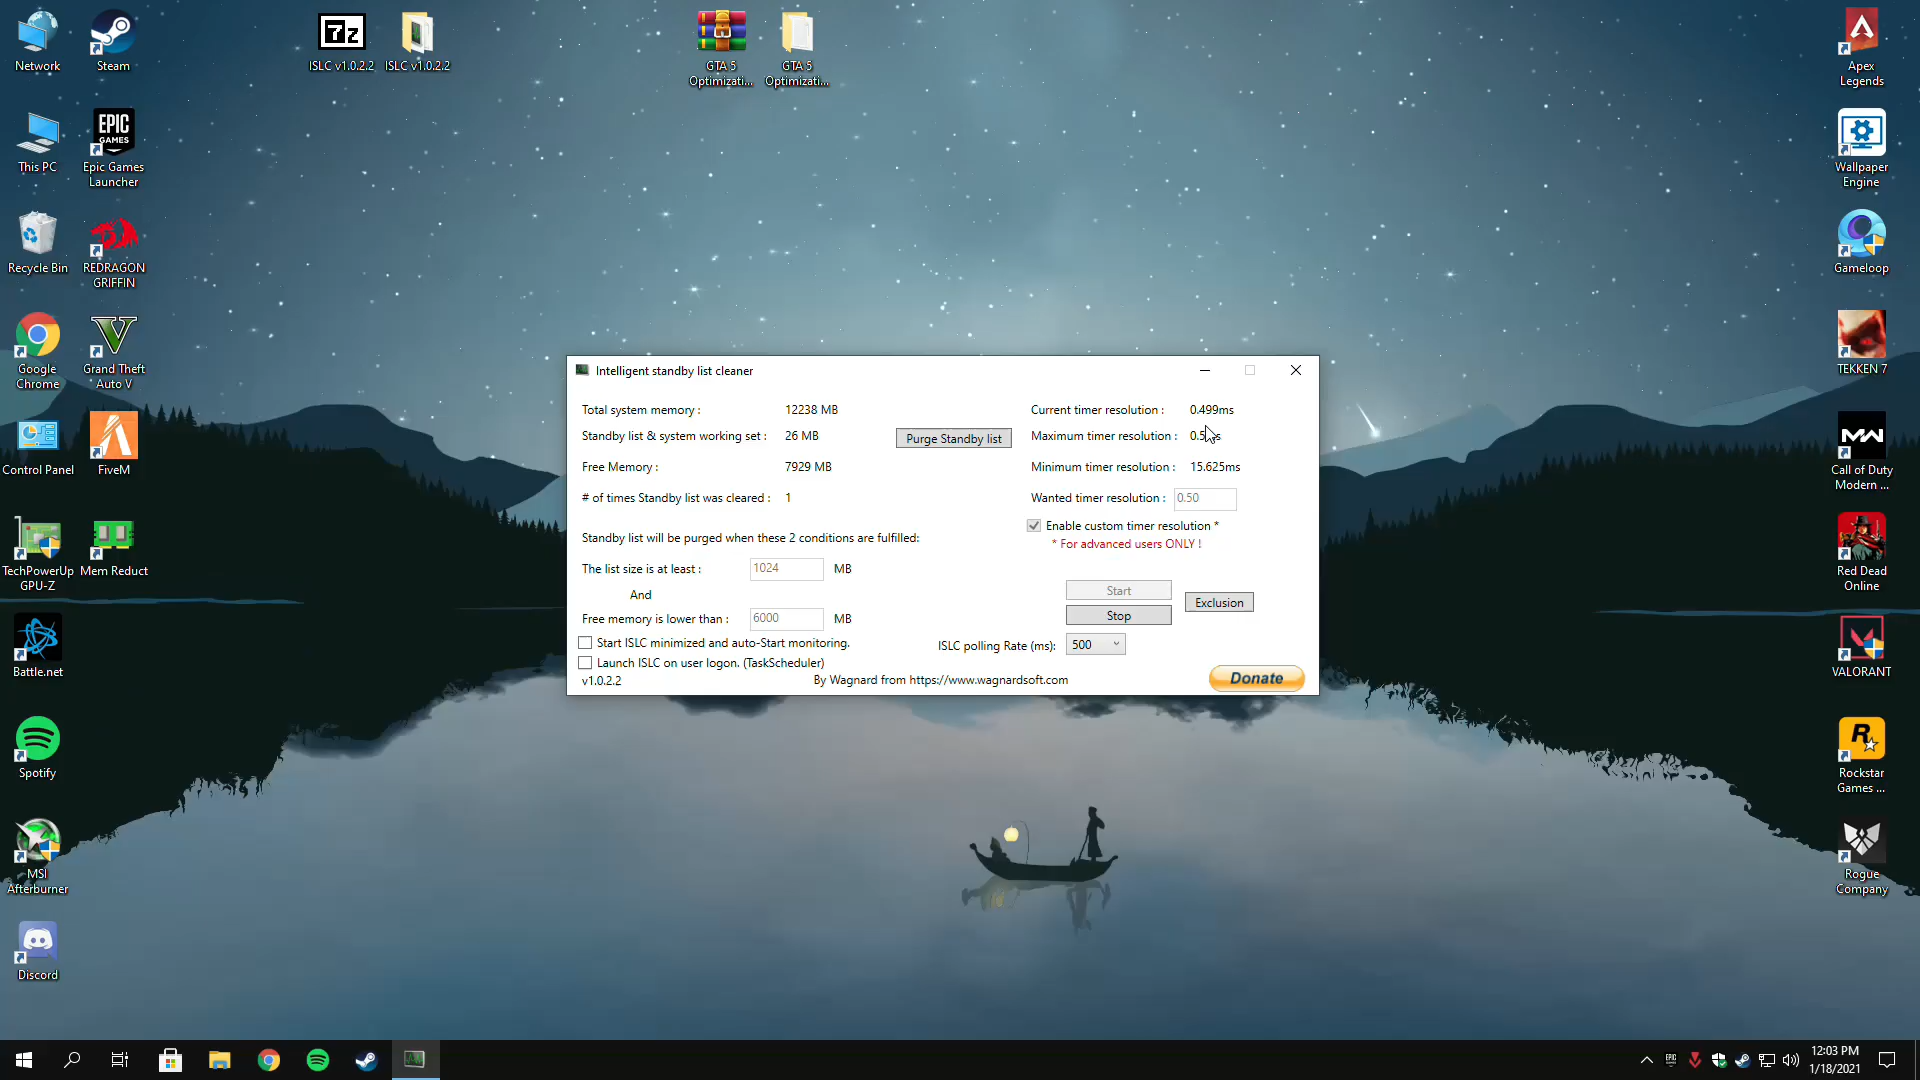 Network
Steam
ISLC v1.0.2.2
ISLC v1.0.2.2
GTA 5
Optimizati...
GTA 5
Optimizati...
Apex
Legends
This PC
EPIC
GAMES
Epic Games
Launcher
Wallpaper
Engine
Recycle Bin
REDRAGON
GRIFFIN
Gameloop
Google
Chrome
Grand Theft
Auto V
TEKKEN 7
Control Panel
FiveM
Call of Duty
Modern ...
TechPowerUp
GPU-Z
Mem Reduct
Red Dead
Online
Battle.net
VALORANT
Spotify
Rockstar
Games ...
MSI
Afterburner
Rogue
Company
Discord
Intelligent standby list cleaner
Total system memory : 12238 MB
Standby list & system working set : 26 MB
Purge Standby list
Free Memory : 7929 MB
# of times Standby list was cleared : 1
Standby list will be purged when these 2 conditions are fulfilled:
The list size is at least : 1024 MB
And
Free memory is lower than : 6000 MB
Start ISLC minimized and auto-Start monitoring.
Launch ISLC on user logon. (TaskScheduler)
v1.0.2.2
By Wagnard from https://www.wagnardsoft.com
Current timer resolution : 0.499ms
Maximum timer resolution :
Minimum timer resolution : 15.625ms
Wanted timer resolution : 0.50
Enable custom timer resolution *
* For advanced users ONLY !
Start
Stop
Exclusion
ISLC polling Rate (ms): 500
Donate
12:03 PM
1/18/2021